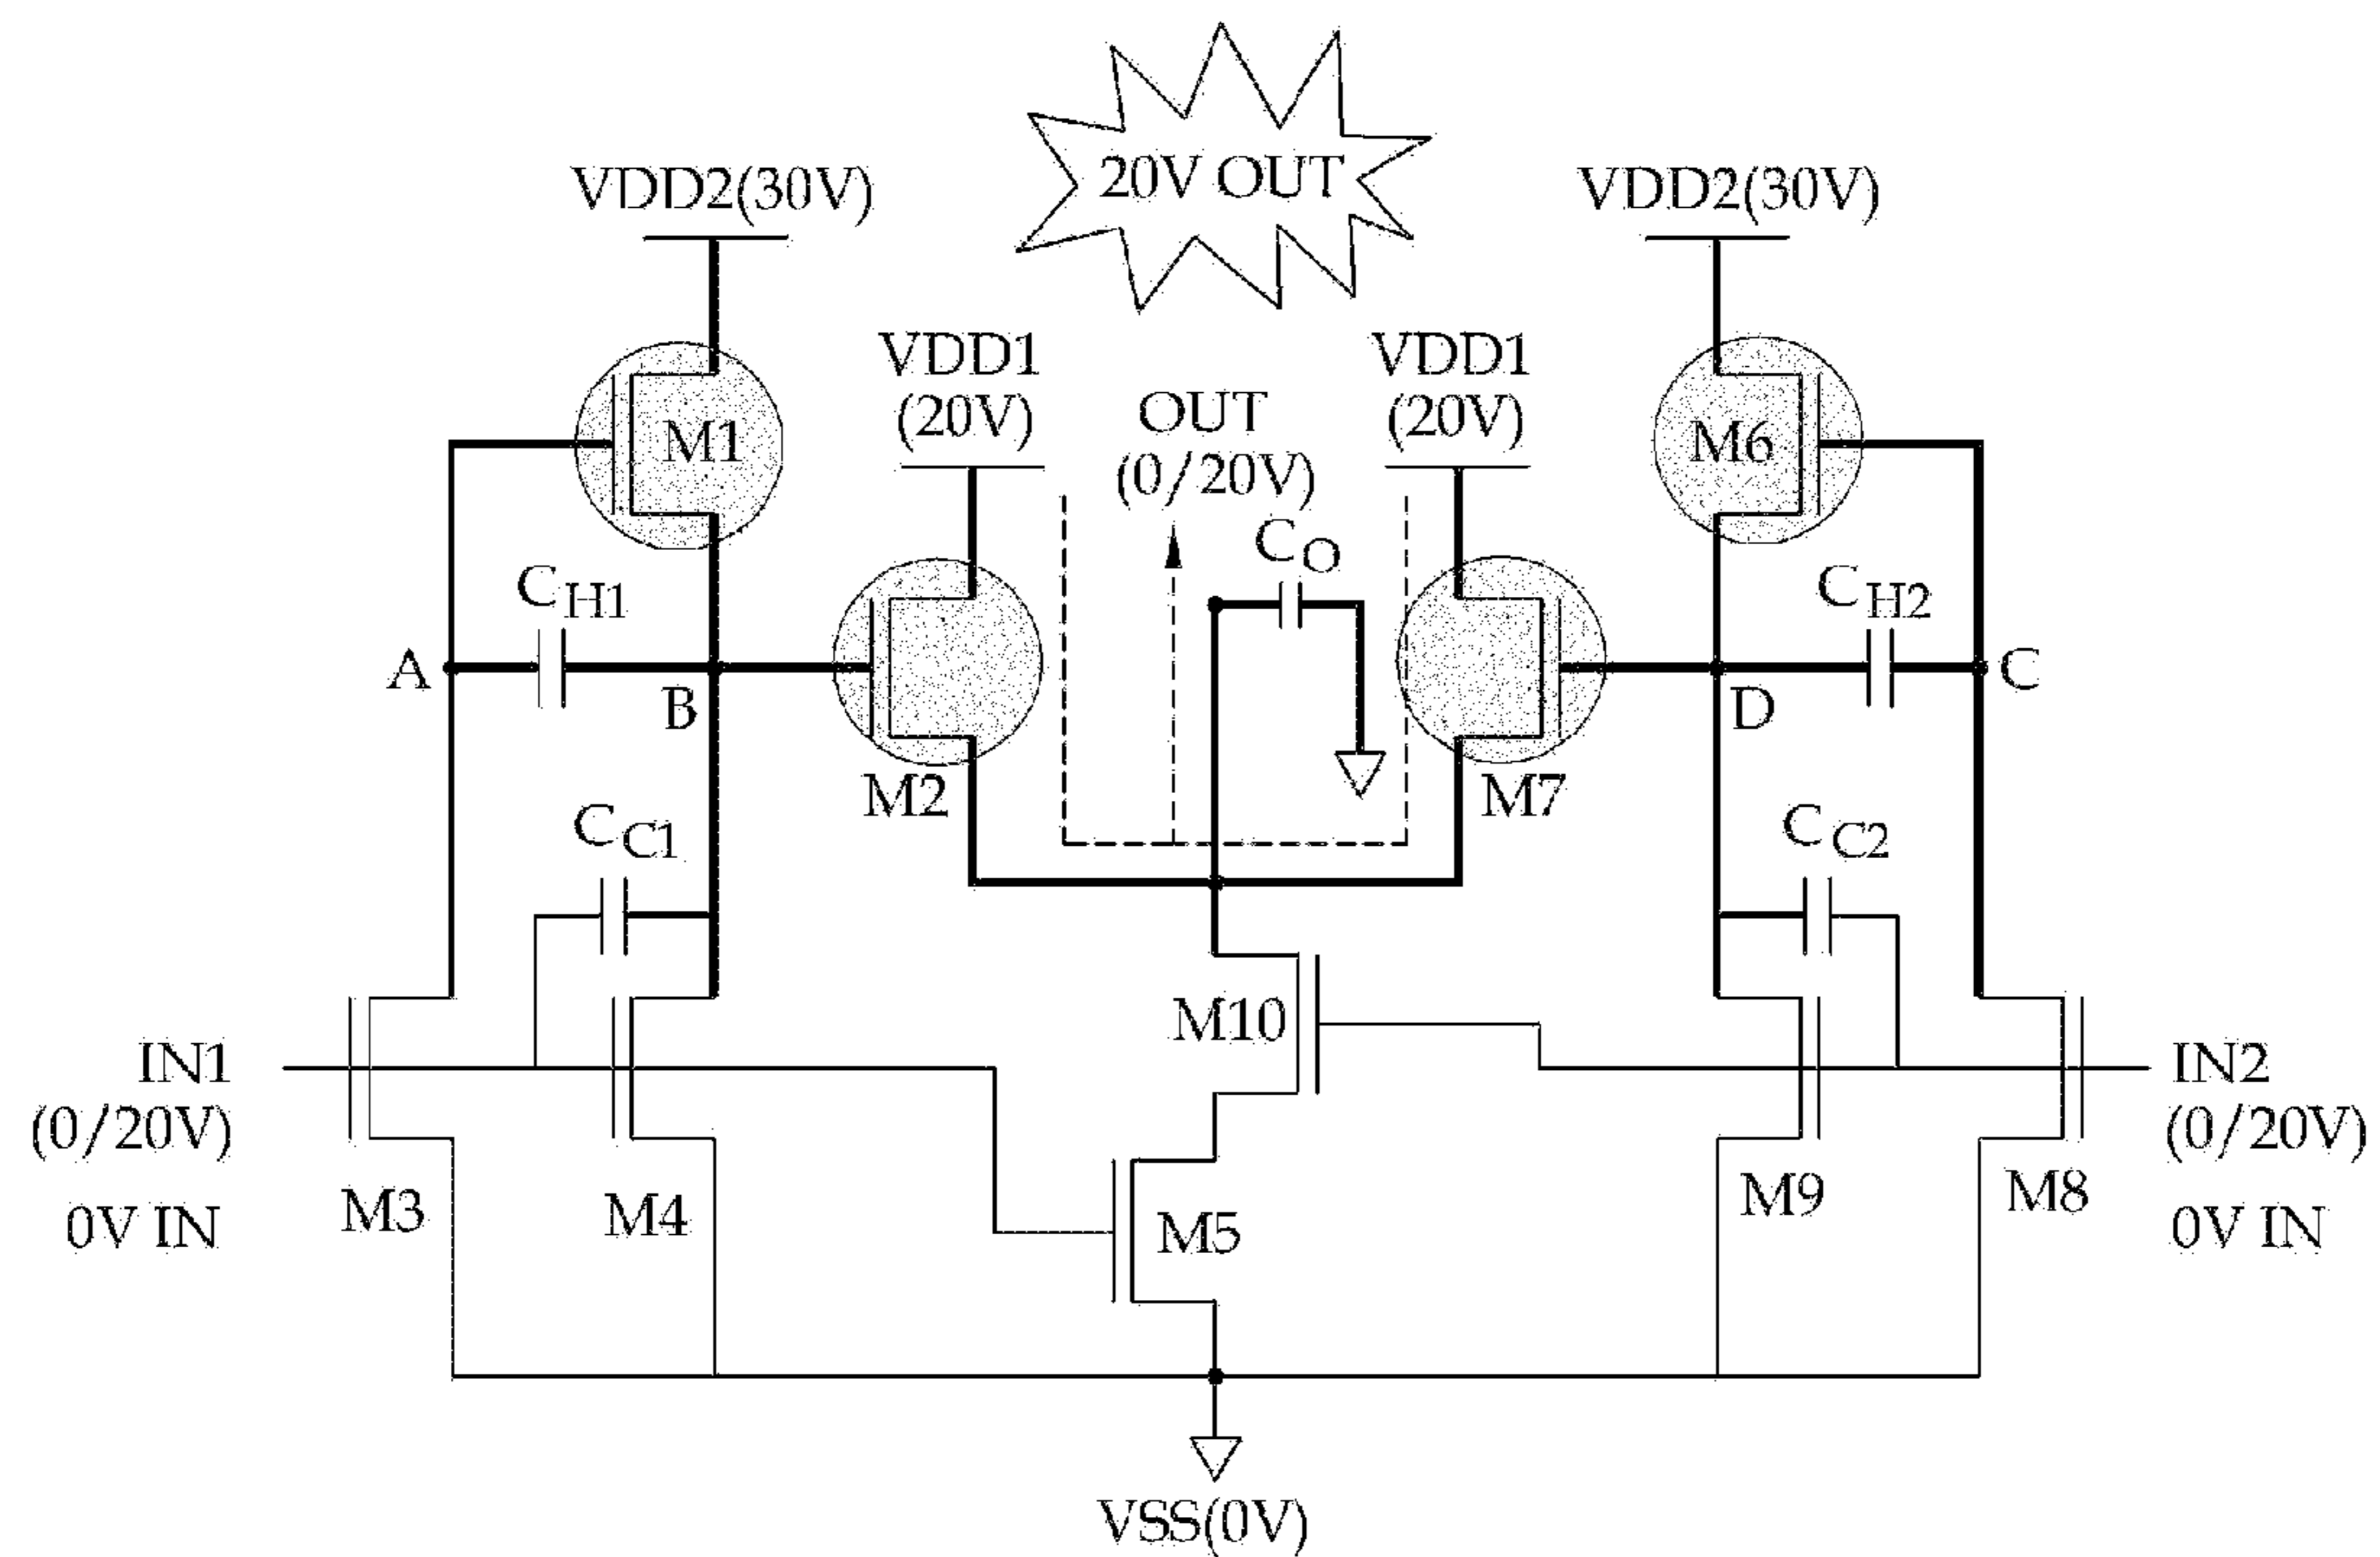 20V OUT
VDD2(30V)
VDD2(30V)
VDD1
(20V)
OUT
(0/20V)
VDD1
(20V)
M1
M6
CO
CH1
CH2
A
B
D
C
M2
M7
CC1
CC2
M10
IN1
(0/20V)
0V IN
IN2
(0/20V)
0V IN
M3
M4
M5
M9
M8
VSS(0V)